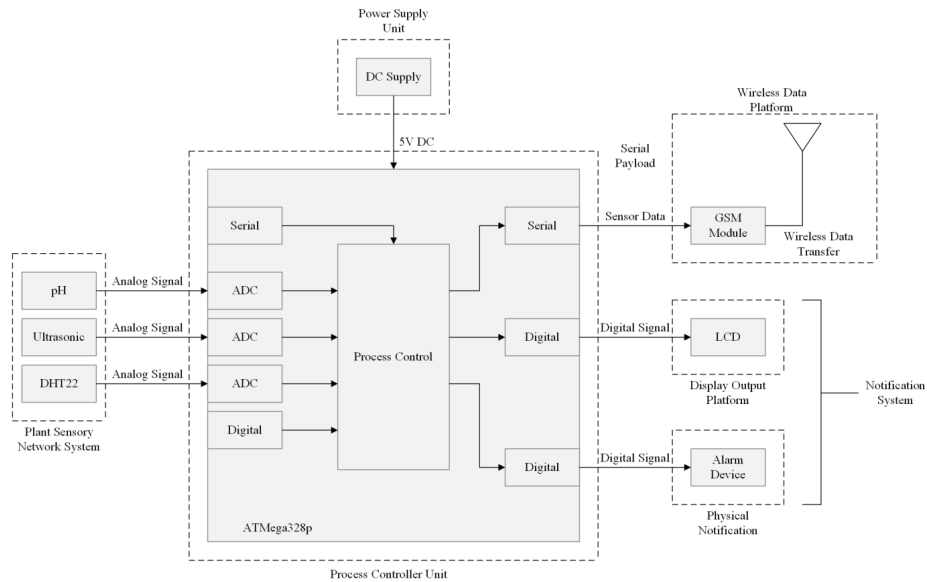 Power Supply
Unit
DC Supply
5V DC
Wireless Data
Platform
Serial
Payload
Serial
Serial
Sensor Data
GSM
Module
Wireless Data
Transfer
pH
Analog Signal
ADC
Ultrasonic
Analog Signal
ADC
Process Control
Digital
Digital Signal
LCD
DHT22
Analog Signal
ADC
Display Output
Platform
Notification
System
Digital
Plant Sensory
Network System
Digital
Digital Signal
Alarm
Device
Physical
Notification
ATMega328p
Process Controller Unit